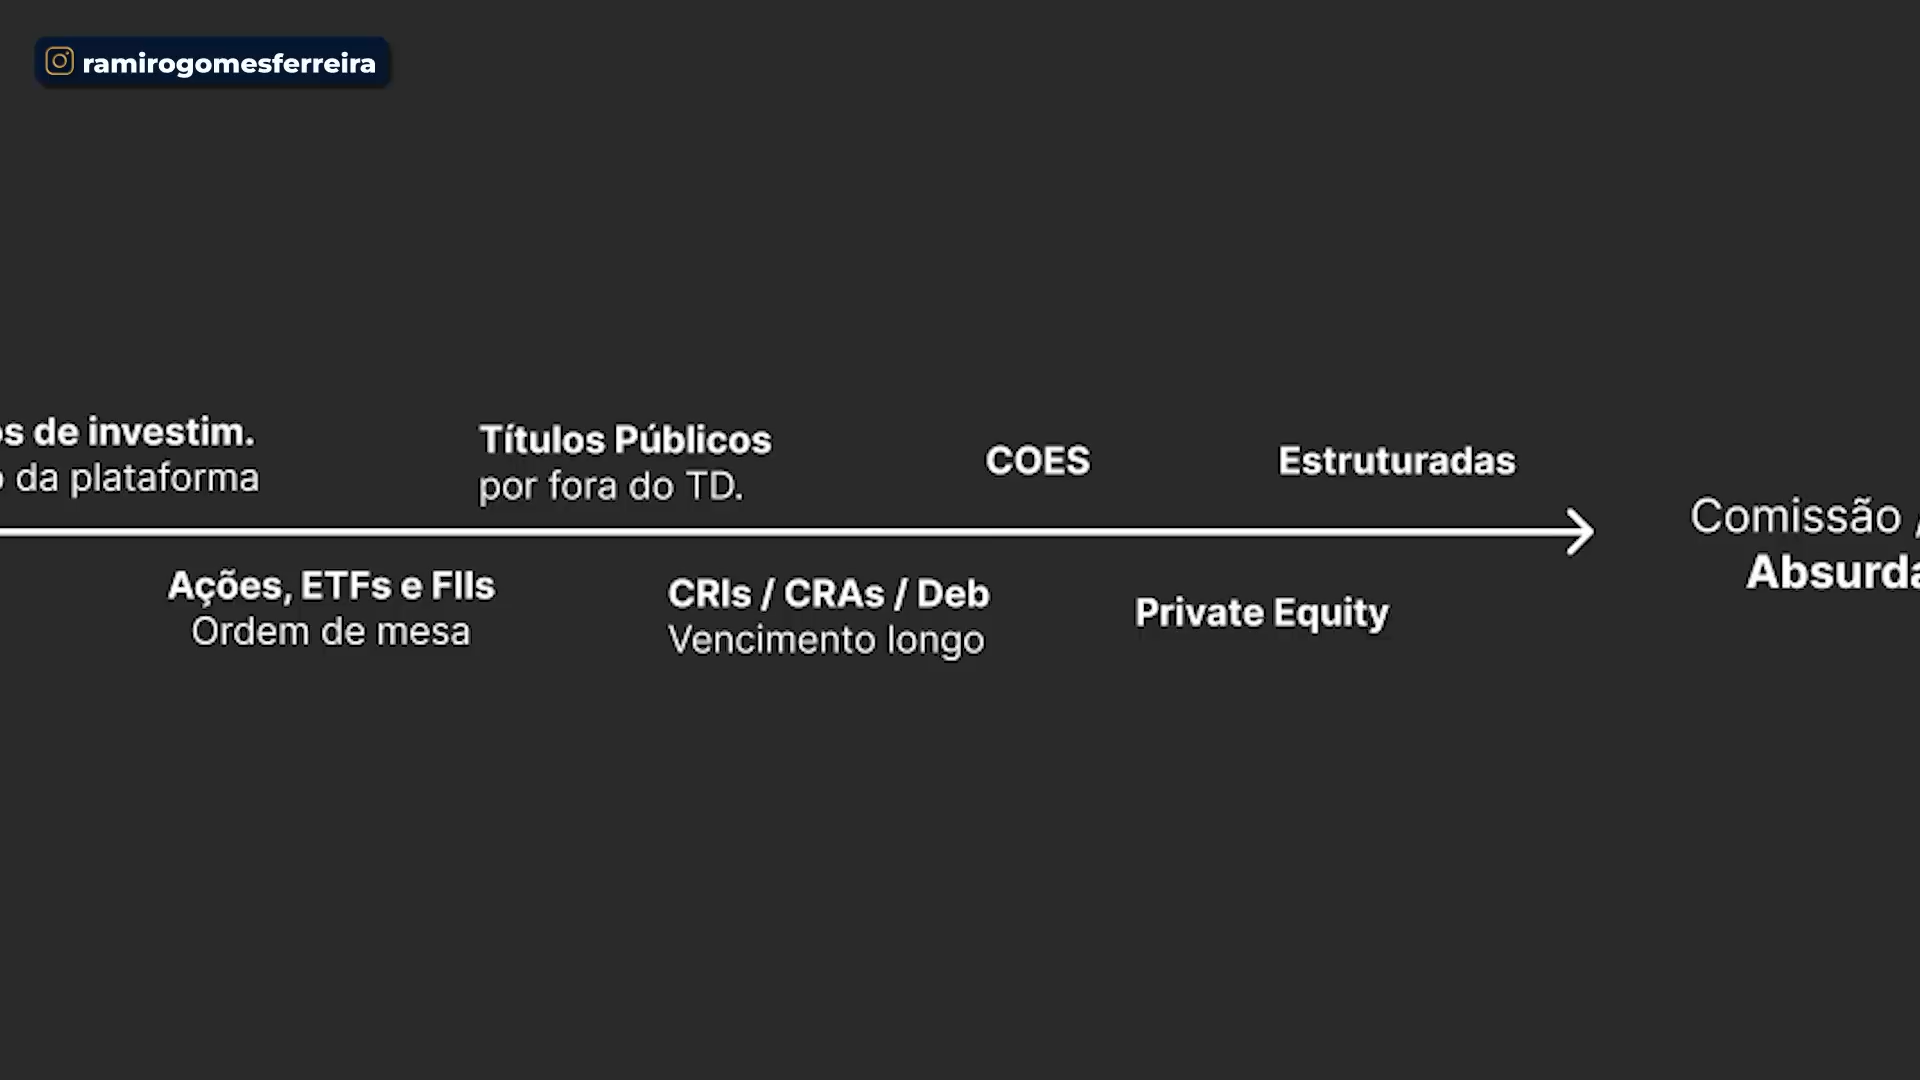 ramirogomesferreira
de investim.
da plataforma
Títulos Públicos
por fora do TD.
COES
Estruturadas
Comissão /
Ações, ETFs e FIIs
Ordem de mesa
CRIs / CRAs / Deb
Vencimento longo
Private Equity